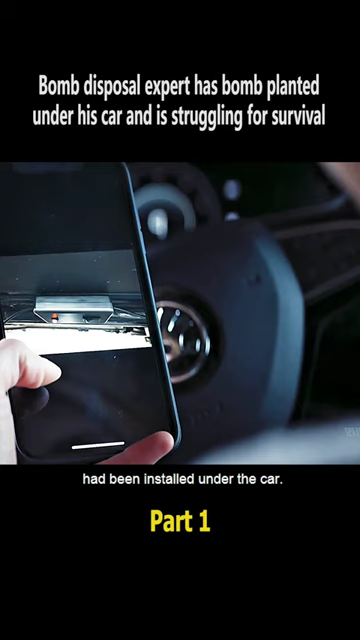 Bomb disposal expert has bomb planted
under his car and is struggling for survival
had been installed under the car.
Part 1